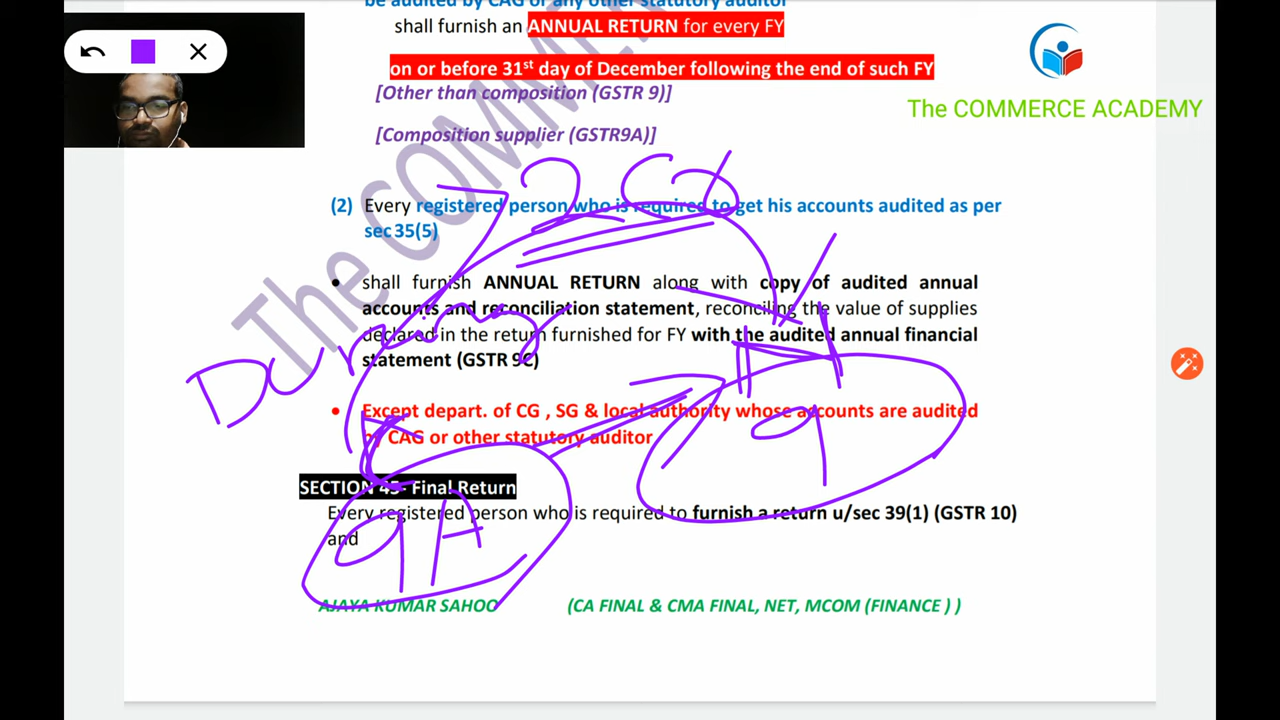 be audited by CAG or any other statutory auditor
shall furnish an ANNUAL RETURN for every FY
on or before 31st day of December following the end of such FY
[Other than composition (GSTR 9)]
[Composition supplier (GSTR9A)]
The COMMERCE ACADEMY
(2) Every registered person who is required to get his accounts audited as per
sec 35(5)
• shall furnish ANNUAL RETURN along with copy of audited annual
accounts and reconciliation statement, reconciling the value of supplies
declared in the return furnished for FY with the audited annual financial
statement (GSTR 9C)
• Except depart. of CG , SG & local authority whose accounts are audited
by CAG or other statutory auditor
SECTION 45- Final Return
Every registered person who is required to furnish a return u/sec 39(1) (GSTR 10)
and
AJAYA KUMAR SAHOO (CA FINAL & CMA FINAL, NET, MCOM (FINANCE ) )
The COMME
During
9
9A